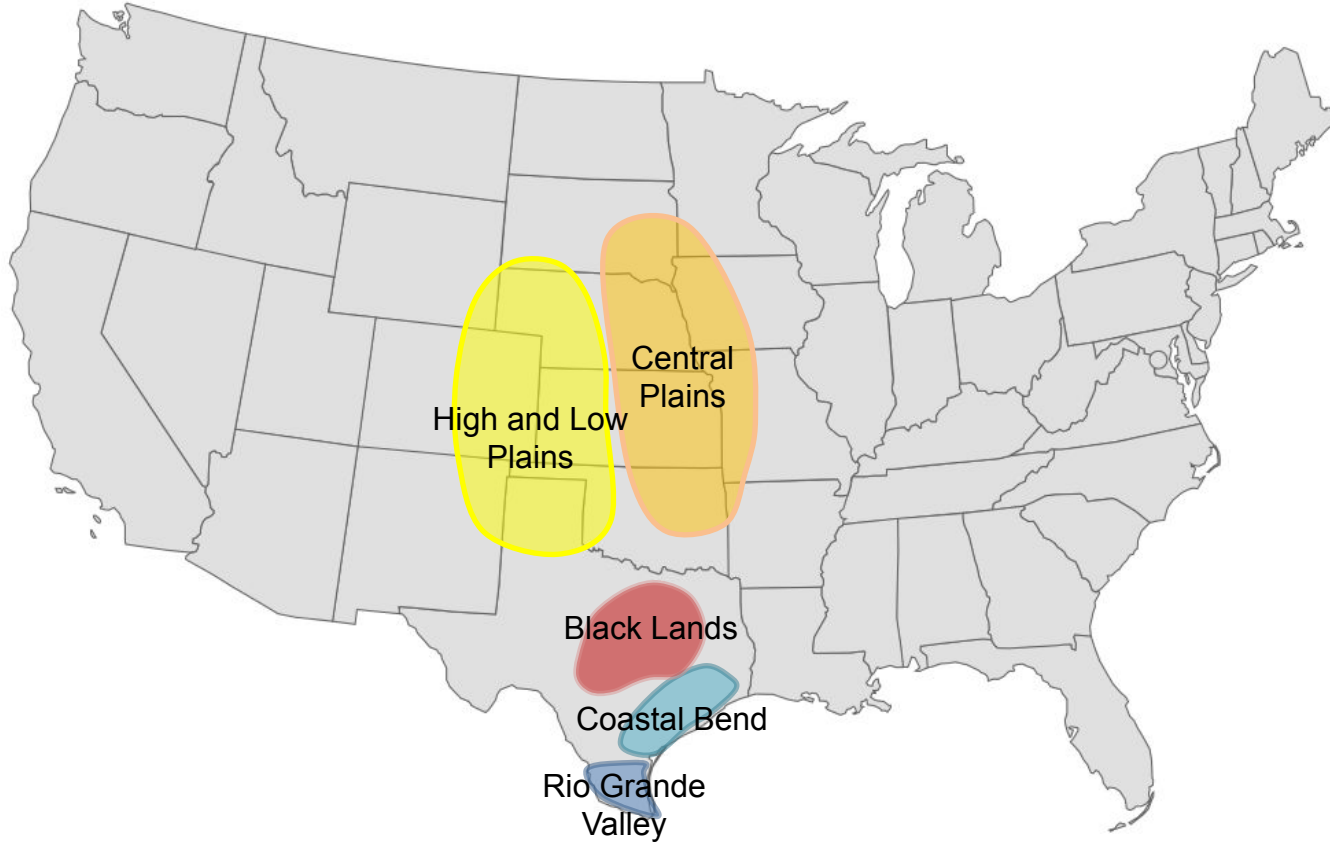 Central
Plains
High and Low
Plains
Black Lands
Coastal Bend
Rio Grande
Valley